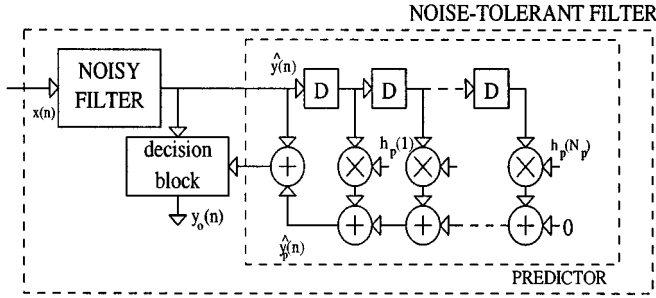 NOISE-TOLERANT FILTER
NOISY
FILTER
x(n)
ŷ(n)
D
D
D
h_p(1)
h_p(N_p)
decision
block
y_o(n)
ŷ_p(n)
0
PREDICTOR